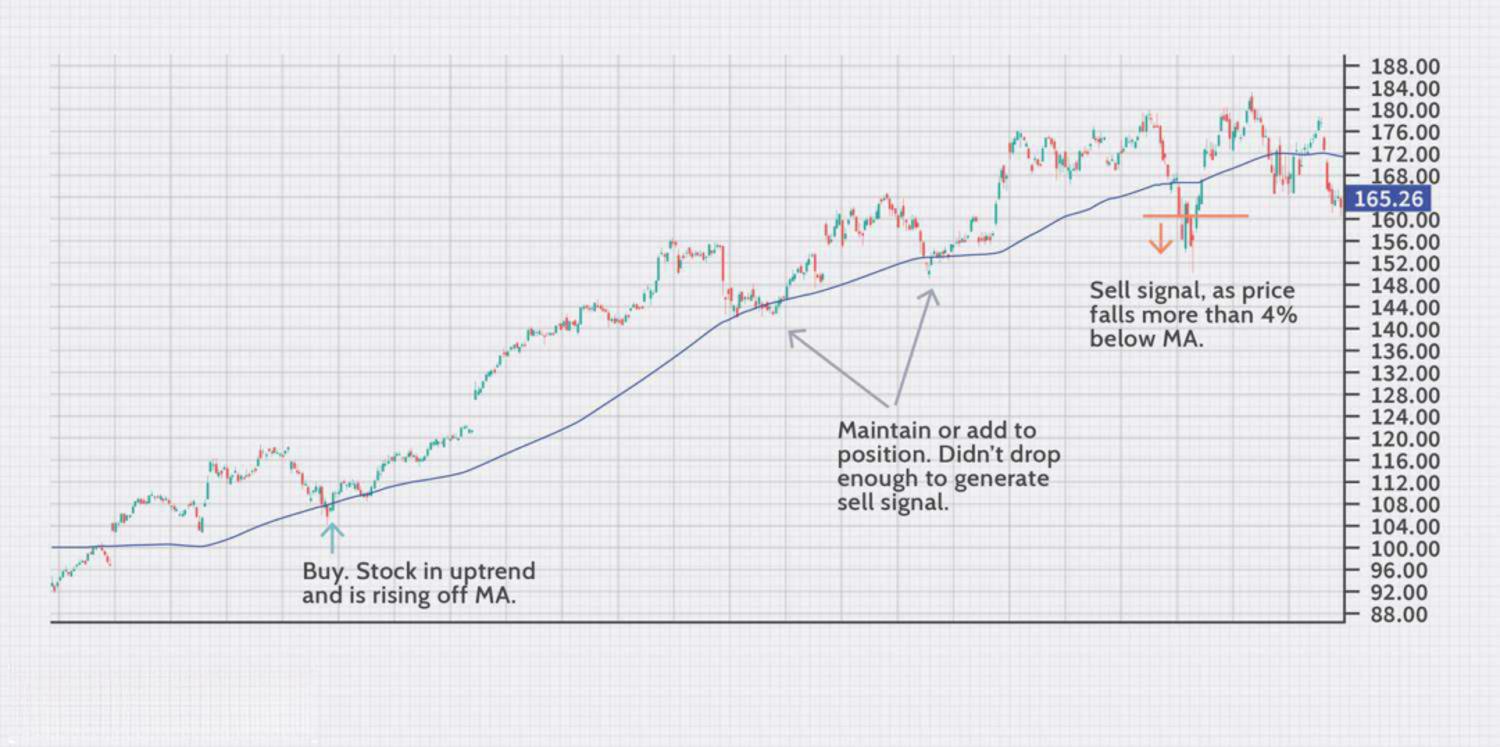 188.00
184.00
180.00
176.00
172.00
168.00
165.26
160.00
156.00
152.00
148.00
144.00
140.00
136.00
132.00
128.00
124.00
120.00
116.00
112.00
108.00
104.00
100.00
96.00
92.00
88.00
Sell signal, as price
falls more than 4%
below MA.
Maintain or add to
position. Didn't drop
enough to generate
sell signal.
Buy. Stock in uptrend
and is rising off MA.